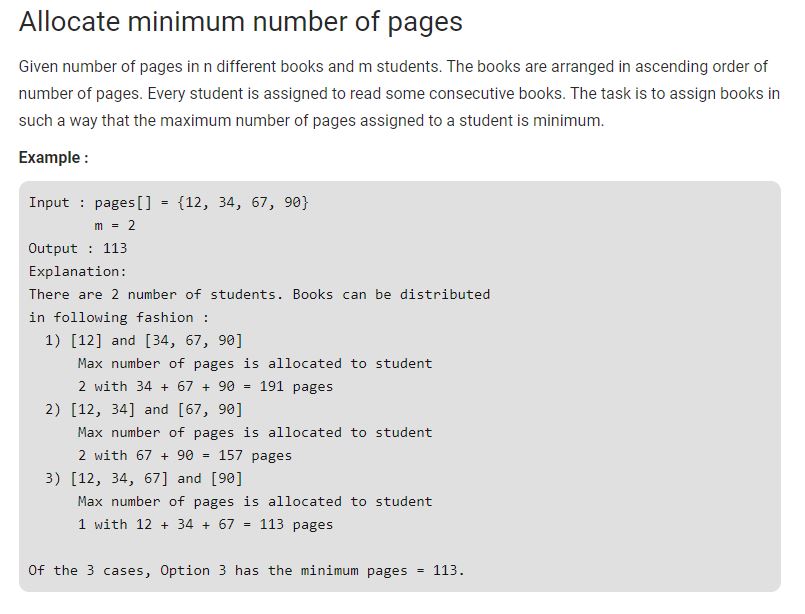 Allocate minimum number of pages
Given number of pages in n different books and m students. The books are arranged in ascending order of
number of pages. Every student is assigned to read some consecutive books. The task is to assign books in
such a way that the maximum number of pages assigned to a student is minimum.
Example :
Input : pages[] = {12, 34, 67, 90}
        m = 2
Output : 113
Explanation:
There are 2 number of students. Books can be distributed
in following fashion :
  1) [12] and [34, 67, 90]
      Max number of pages is allocated to student
      2 with 34 + 67 + 90 = 191 pages
  2) [12, 34] and [67, 90]
      Max number of pages is allocated to student
      2 with 67 + 90 = 157 pages
  3) [12, 34, 67] and [90]
      Max number of pages is allocated to student
      1 with 12 + 34 + 67 = 113 pages
Of the 3 cases, Option 3 has the minimum pages = 113.